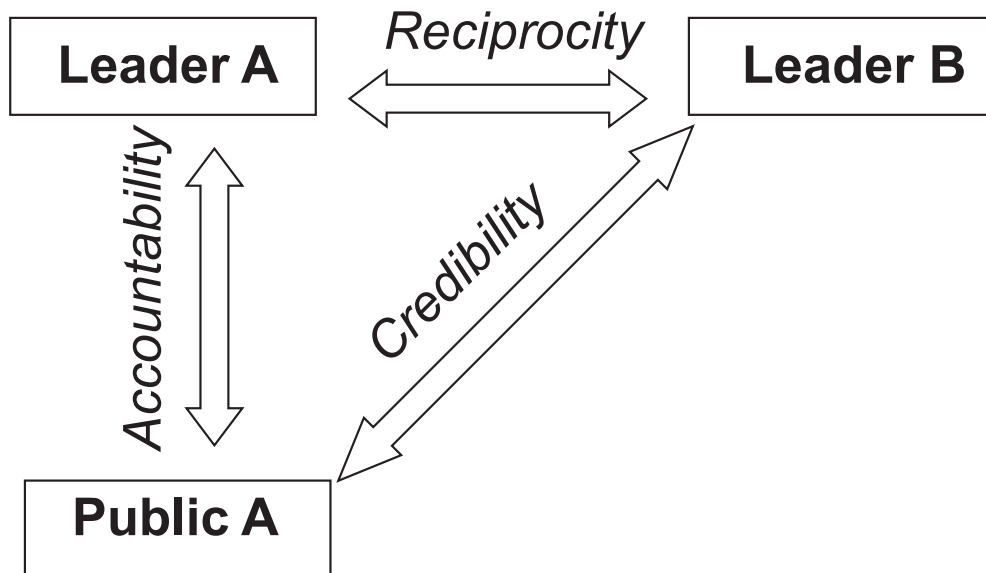 Reciprocity
Leader A
Leader B
Accountability
Credibility
Public A